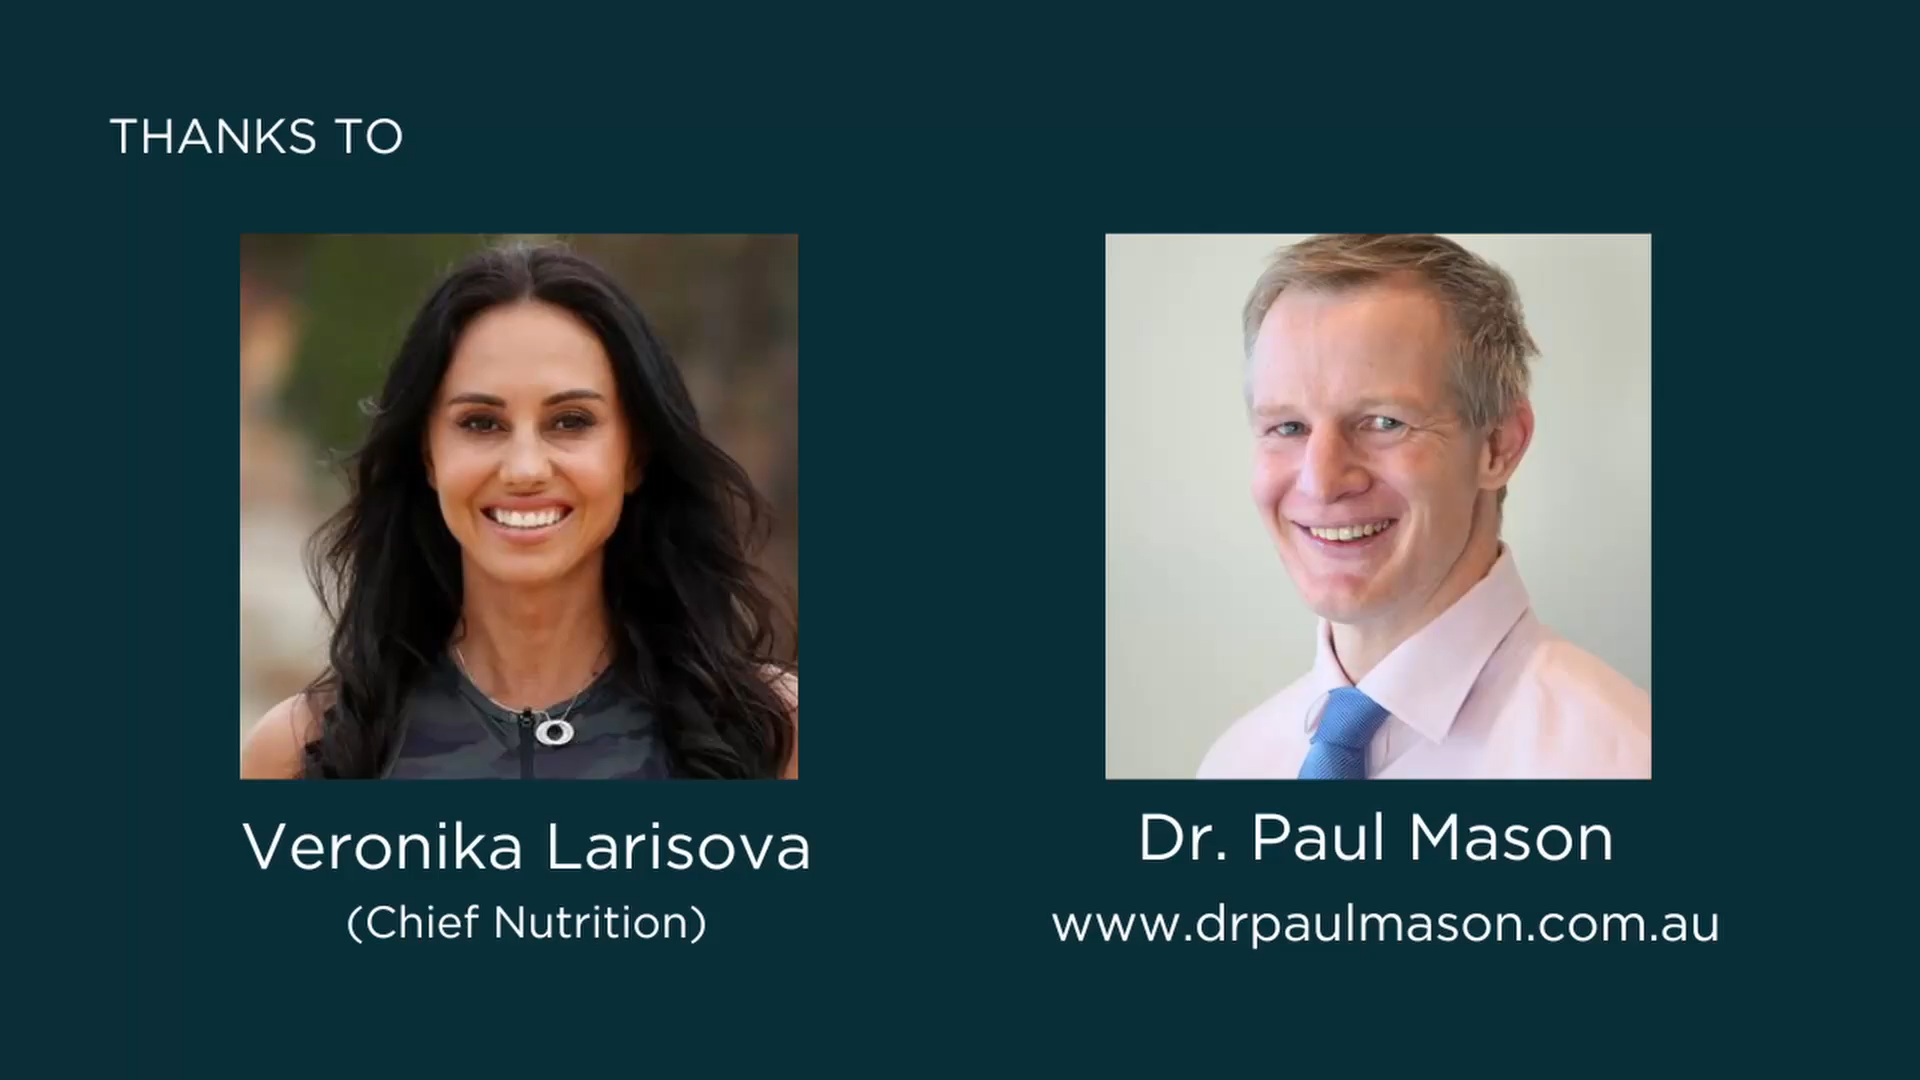 THANKS TO
Veronika Larisova
(Chief Nutrition)
Dr. Paul Mason
www.drpaulmason.com.au